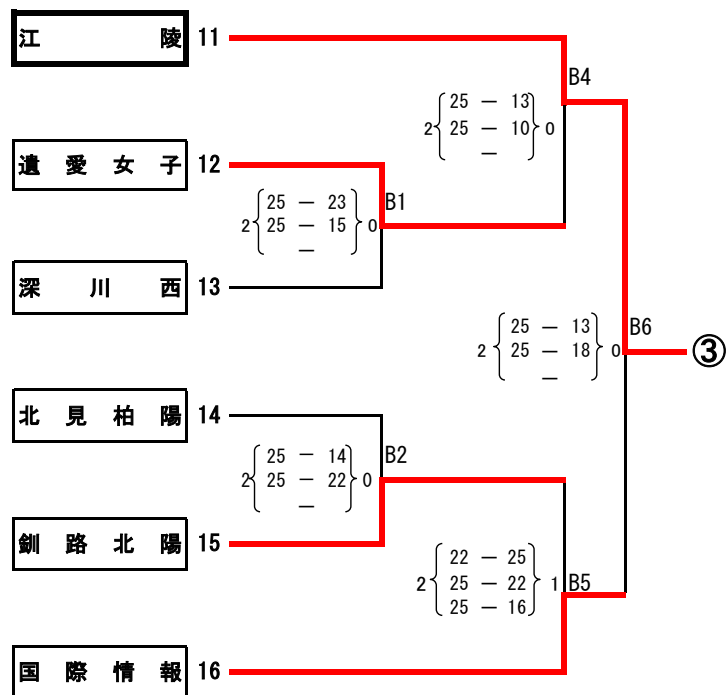 江　　陵 11
B4
25 ― 13
2 25 ― 10 0
―
遺 愛 女 子 12
B1
25 ― 23
2 25 ― 15 0
―
深 川 西 13
B6
25 ― 13
2 25 ― 18 0
―
③
北 見 柏 陽 14
B2
25 ― 14
2 25 ― 22 0
―
釧 路 北 陽 15
22 ― 25
2 25 ― 22 1 B5
25 ― 16
国 際 情 報 16